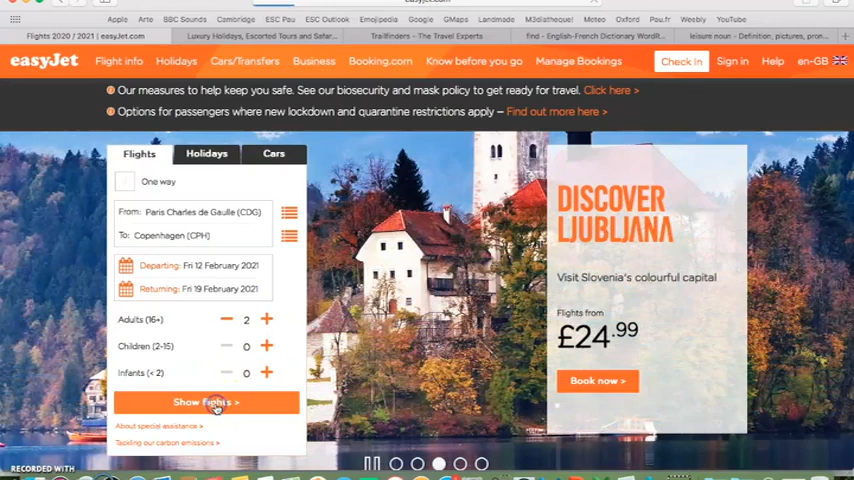 easyJet.com
Apple Arte BBC Sounds Cambridge ESC Pau ESC Outlook Emojipedia Google GMaps Landmade M3diatheque! Meteo Oxford Pau.fr Weebly YouTube
Flights 2020 / 2021 | easyJet.com
Luxury Holidays, Escorted Tours and Safar...
Trailfinders – The Travel Experts
find - English-French Dictionary WordR...
leisure noun - Definition, pictures, pron...
easyJet Flight info Holidays Cars/Transfers Business Booking.com Know before you go Manage Bookings Check In Sign in Help en-GB
Our measures to help keep you safe. See our biosecurity and mask policy to get ready for travel. Click here >
Options for passengers where new lockdown and quarantine restrictions apply – Find out more here >
Flights Holidays Cars
One way
From: Paris Charles de Gaulle (CDG)
To: Copenhagen (CPH)
Departing: Fri 12 February 2021
Returning: Fri 19 February 2021
Adults (16+) 2
Children (2-15) 0
Infants (< 2) 0
Show flights >
About special assistance >
Tackling our carbon emissions >
DISCOVER
LJUBLJANA
Visit Slovenia's colourful capital
Flights from
£24.99
Book now >
RECORDED WITH